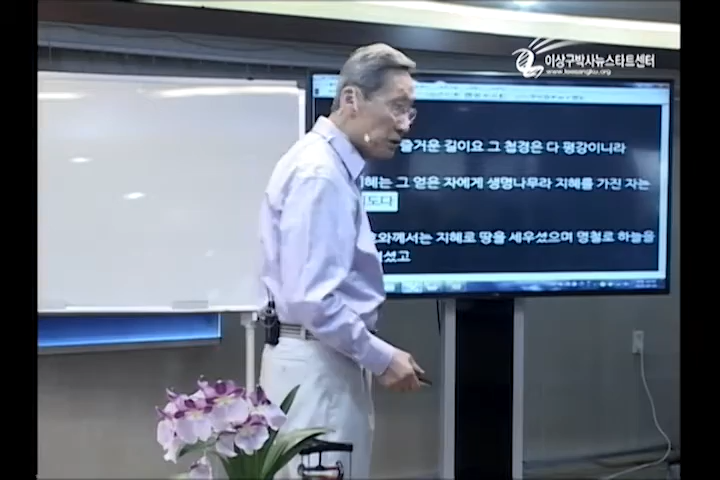 이상구박사뉴스타트센터
www.leesangku.org
즐거운 길이요 그 첩경은 다 평강이니라
지혜는 그 얻은 자에게 생명나무라 지혜를 가진 자는
도다
와께서는 지혜로 땅을 세우셨으며 명철로 하늘을
셨고